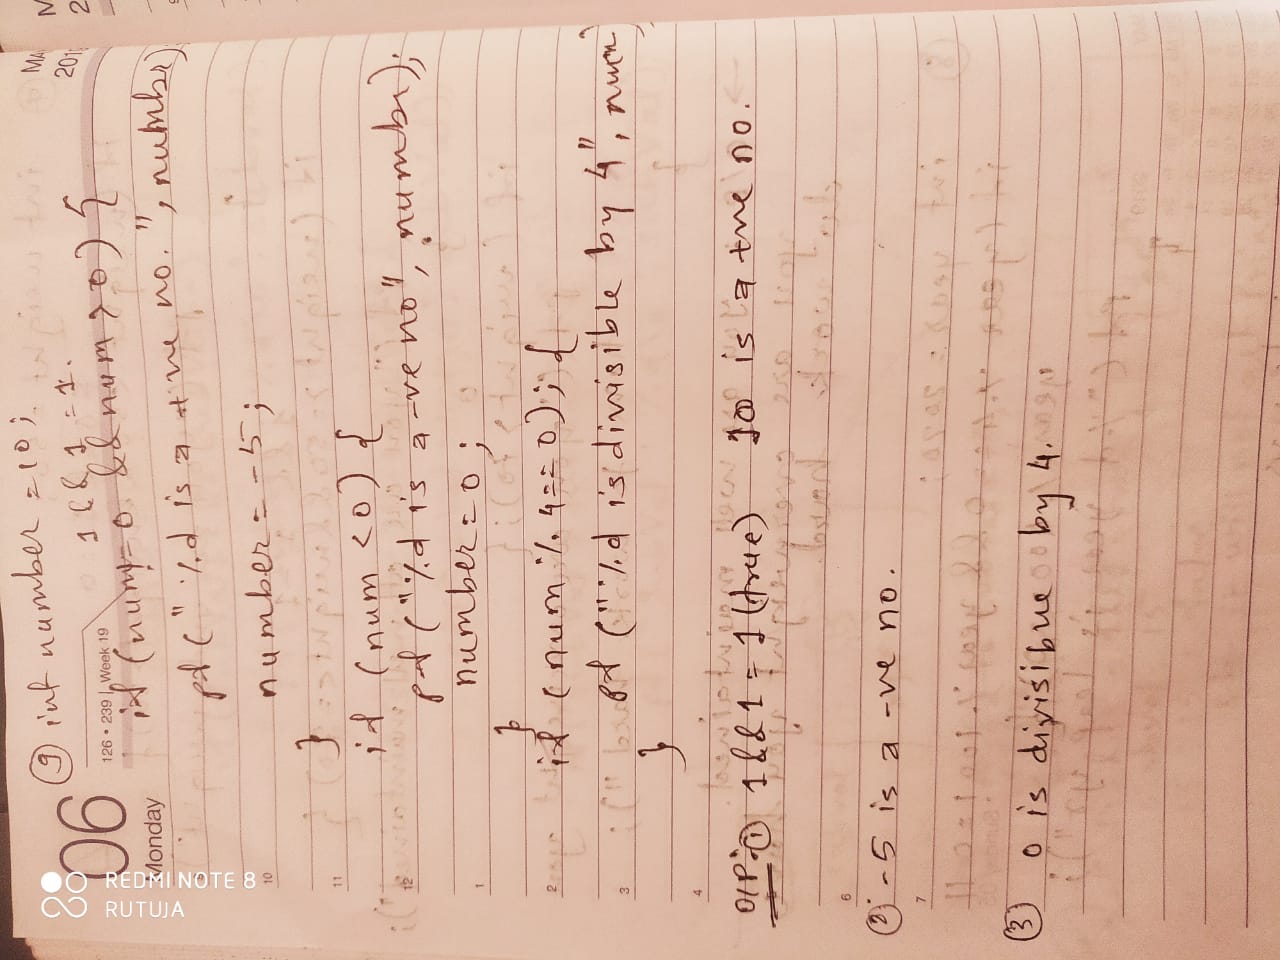 06
Monday
126 • 239 | Week 19
MA
201
⑨ int number = 10;
1 && 1 = 1.
if (num != 0 && num > 0) {
pf ("%d is a +ve no.", number)
number = -5;
}
if (num < 0) {
pf ("%d is a -ve no", number);
number = 0;
}
if (num % 4 == 0); {
pf ("%d is divisible by 4", num)
}
O/P:- ① 1 && 1 = 1 (true) 10 is a +ve no.
② -5 is a -ve no.
③ 0 is divisible by 4.
10
11
12
1
2
3
4
6
7
REDMI NOTE 8
RUTUJA